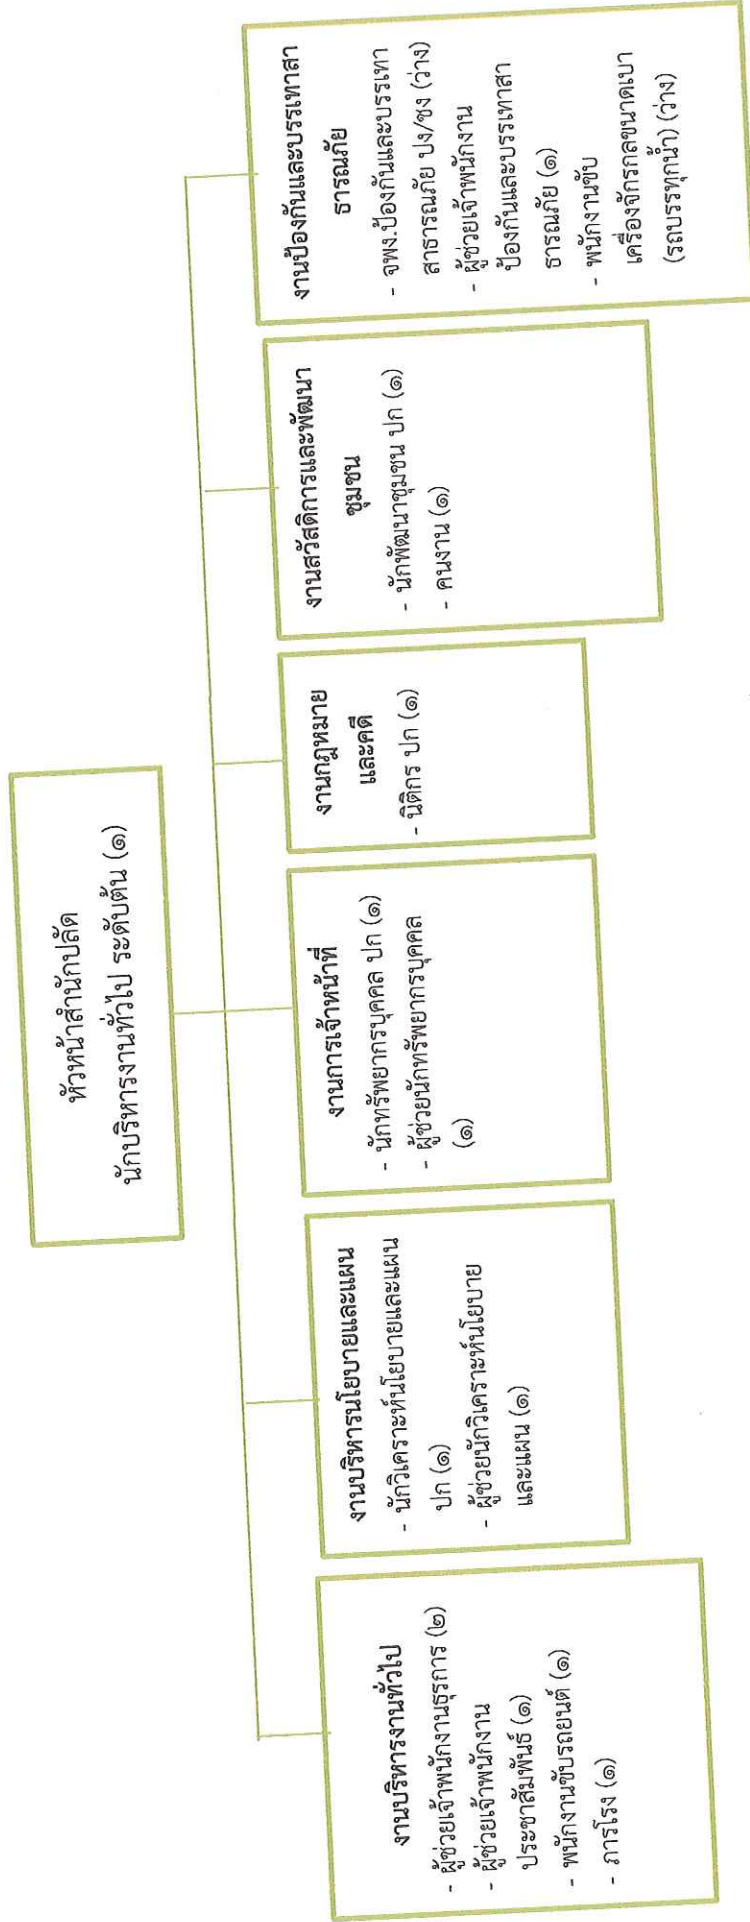 หัวหน้าสำนักปลัด
นักบริหารงานทั่วไป ระดับต้น (๑)
งานบริหารงานทั่วไป
- ผู้ช่วยเจ้าพนักงานธุรการ (๒)
- ผู้ช่วยเจ้าพนักงาน
ประชาสัมพันธ์ (๑)
- พนักงานขับรถยนต์ (๑)
- ภารโรง (๑)
งานบริหารนโยบายและแผน
- นักวิเคราะห์นโยบายและแผน
ปก (๑)
- ผู้ช่วยนักวิเคราะห์นโยบาย
และแผน (๑)
งานการเจ้าหน้าที่
- นักทรัพยากรบุคคล ปก (๑)
- ผู้ช่วยนักทรัพยากรบุคคล
(๑)
งานกฎหมาย
และคดี
- นิติกร ปก (๑)
งานสวัสดิการและพัฒนา
ชุมชน
- นักพัฒนาชุมชน ปก (๑)
- คนงาน (๑)
งานป้องกันและบรรเทาสา
ธารณภัย
- จพง.ป้องกันและบรรเทา
สาธารณภัย ปง/ชง (ว่าง)
- ผู้ช่วยเจ้าพนักงาน
ป้องกันและบรรเทาสา
ธารณภัย (๑)
- พนักงานขับ
เครื่องจักรกลขนาดเบา
(รถบรรทุกน้ำ) (ว่าง)